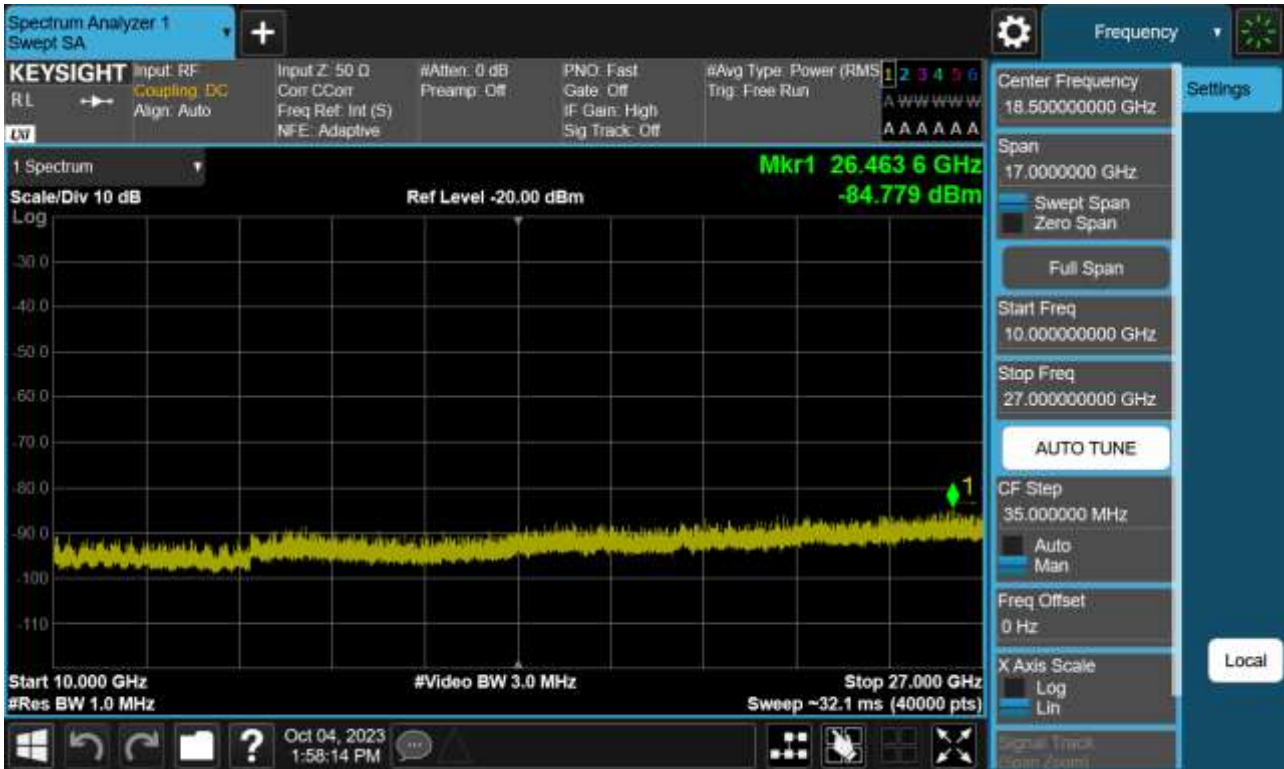 Spectrum Analyzer 1
Swept SA
+
Frequency
KEYSIGHT
RL
LXI
Input: RF
Coupling: DC
Align: Auto
Input Z: 50 Ω
Corr CCorr
Freq Ref: Int (S)
NFE: Adaptive
#Atten: 0 dB
Preamp: Off
PNO: Fast
Gate: Off
IF Gain: High
Sig Track: Off
#Avg Type: Power (RMS
Trig: Free Run
1 2 3 4 5 6
A W W W W W
A A A A A A
1 Spectrum
Scale/Div 10 dB
Ref Level -20.00 dBm
Mkr1 26.463 6 GHz
-84.779 dBm
Log
-30.0
-40.0
-50.0
-60.0
-70.0
-80.0
-90.0
-100
-110
1
Start 10.000 GHz
#Video BW 3.0 MHz
Stop 27.000 GHz
#Res BW 1.0 MHz
Sweep ~32.1 ms (40000 pts)
Center Frequency
18.500000000 GHz
Settings
Span
17.0000000 GHz
Swept Span
Zero Span
Full Span
Start Freq
10.000000000 GHz
Stop Freq
27.000000000 GHz
AUTO TUNE
CF Step
35.000000 MHz
Auto
Man
Freq Offset
0 Hz
X Axis Scale
Log
Lin
Local
Signal Track
(Span Zoom)
?
Oct 04, 2023
1:58:14 PM